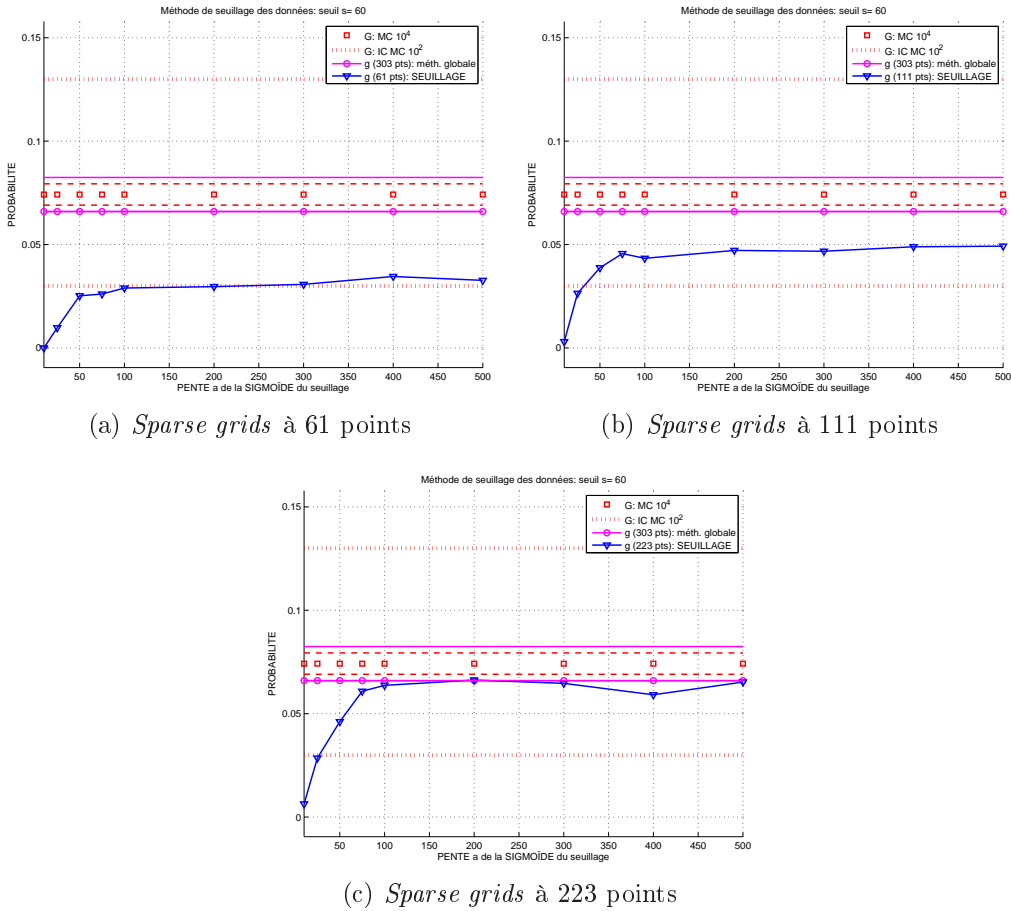 Méthode de seuillage des données: seuil s= 60
G: MC 10^4
G: IC MC 10^2
g (303 pts): méth. globale
g (61 pts): SEUILLAGE
0.15
0.1
0.05
0
PROBABILITE
50 100 150 200 250 300 350 400 450 500
PENTE a de la SIGMOÏDE du seuillage
(a) Sparse grids à 61 points
Méthode de seuillage des données: seuil s= 60
G: MC 10^4
G: IC MC 10^2
g (303 pts): méth. globale
g (111 pts): SEUILLAGE
0.15
0.1
0.05
0
PROBABILITE
50 100 150 200 250 300 350 400 450 500
PENTE a de la SIGMOÏDE du seuillage
(b) Sparse grids à 111 points
Méthode de seuillage des données: seuil s= 60
G: MC 10^4
G: IC MC 10^2
g (303 pts): méth. globale
g (223 pts): SEUILLAGE
0.15
0.1
0.05
0
PROBABILITE
50 100 150 200 250 300 350 400 450 500
PENTE a de la SIGMOÏDE du seuillage
(c) Sparse grids à 223 points